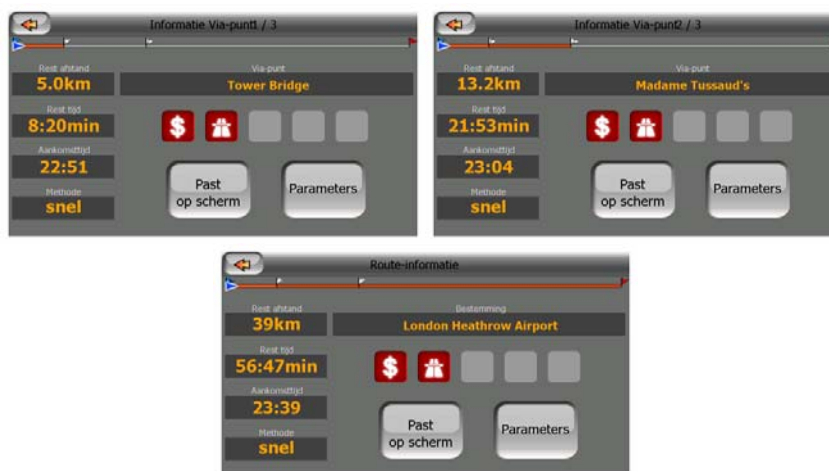 Informatie Via-punt1 / 3
Rest afstand
5.0km
Via-punt
Tower Bridge
Rest tijd
8:20min
$
Aankomsttijd
22:51
Past
op scherm
Parameters
Methode
snel
Informatie Via-punt2 / 3
Rest afstand
13.2km
Via-punt
Madame Tussaud's
Rest tijd
21:53min
$
Aankomsttijd
23:04
Past
op scherm
Parameters
Methode
snel
Route-informatie
Rest afstand
39km
Bestemming
London Heathrow Airport
Rest tijd
56:47min
$
Aankomsttijd
23:39
Past
op scherm
Parameters
Methode
snel